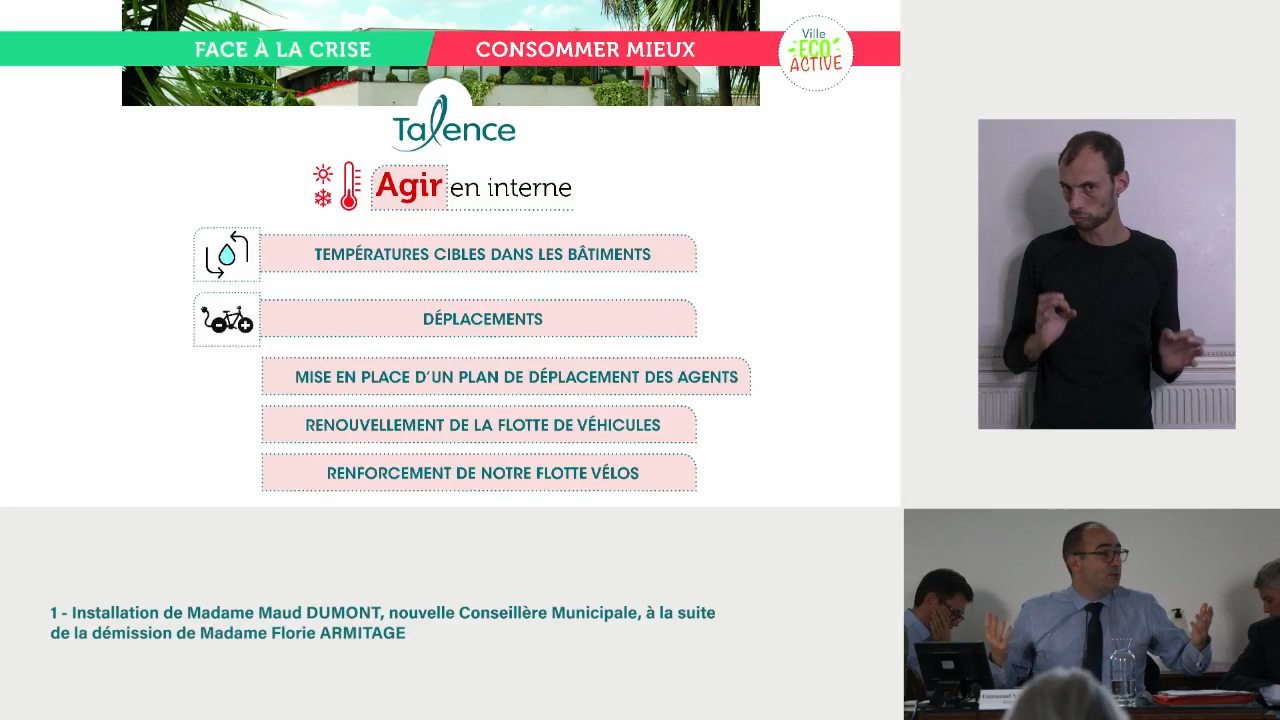 FACE À LA CRISE
CONSOMMER MIEUX
Ville
ECO
ACTIVE
Talence
Agir en interne
TEMPÉRATURES CIBLES DANS LES BÂTIMENTS
DÉPLACEMENTS
MISE EN PLACE D'UN PLAN DE DÉPLACEMENT DES AGENTS
RENOUVELLEMENT DE LA FLOTTE DE VÉHICULES
RENFORCEMENT DE NOTRE FLOTTE VÉLOS
1 - Installation de Madame Maud DUMONT, nouvelle Conseillère Municipale, à la suite
de la démission de Madame Florie ARMITAGE
Emmanuel